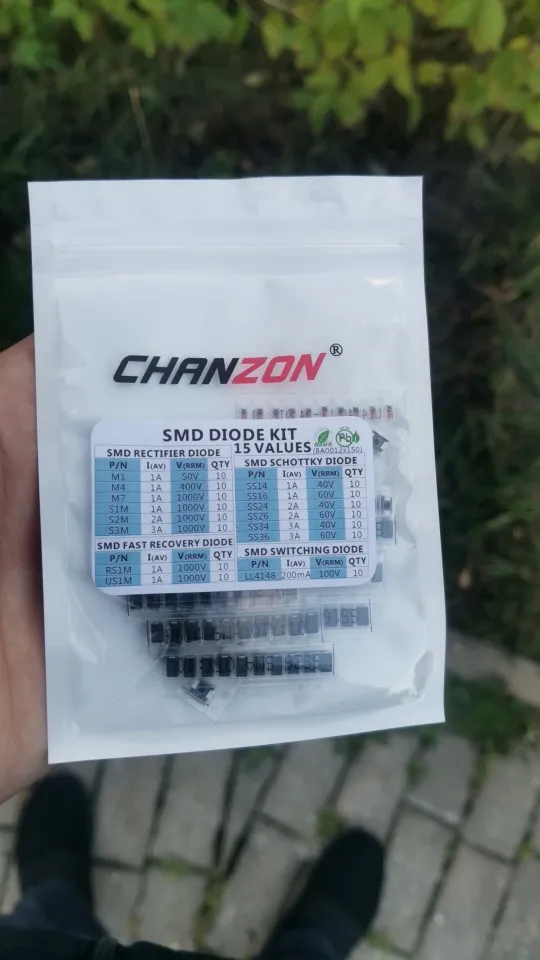 CHANZON®
SMD DIODE KIT
15 VALUES (BA0012x150)
SMD RECTIFIER DIODE
P/N I(AV) V(RRM) QTY
M1 1A 50V 10
M4 1A 400V 10
M7 1A 1000V 10
S1M 1A 1000V 10
S2M 2A 1000V 10
S3M 3A 1000V 10
SMD SCHOTTKY DIODE
P/N I(AV) V(RRM) QTY
SS14 1A 40V 10
SS16 1A 60V 10
SS24 2A 40V 10
SS26 2A 60V 10
SS34 3A 40V 10
SS36 3A 60V 10
SMD FAST RECOVERY DIODE
P/N I(AV) V(RRM) QTY
RS1M 1A 1000V 10
US1M 1A 1000V 10
SMD SWITCHING DIODE
P/N I(AV) V(RRM) QTY
LL4148 200mA 100V 10
Pb